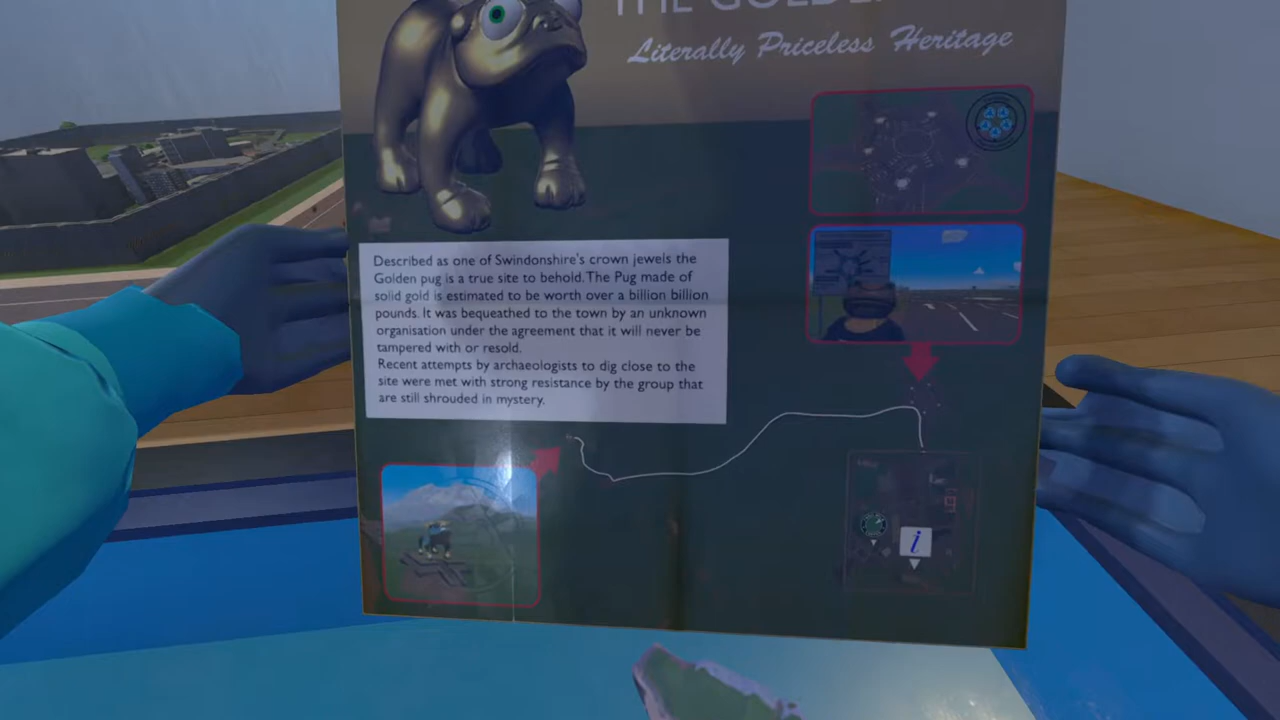 THE GOLDE
Literally Priceless Heritage
Described as one of Swindonshire's crown jewels the
Golden pug is a true site to behold. The Pug made of
solid gold is estimated to be worth over a billion billion
pounds. It was bequeathed to the town by an unknown
organisation under the agreement that it will never be
tampered with or resold.
Recent attempts by archaeologists to dig close to the
site were met with strong resistance by the group that
are still shrouded in mystery.
i